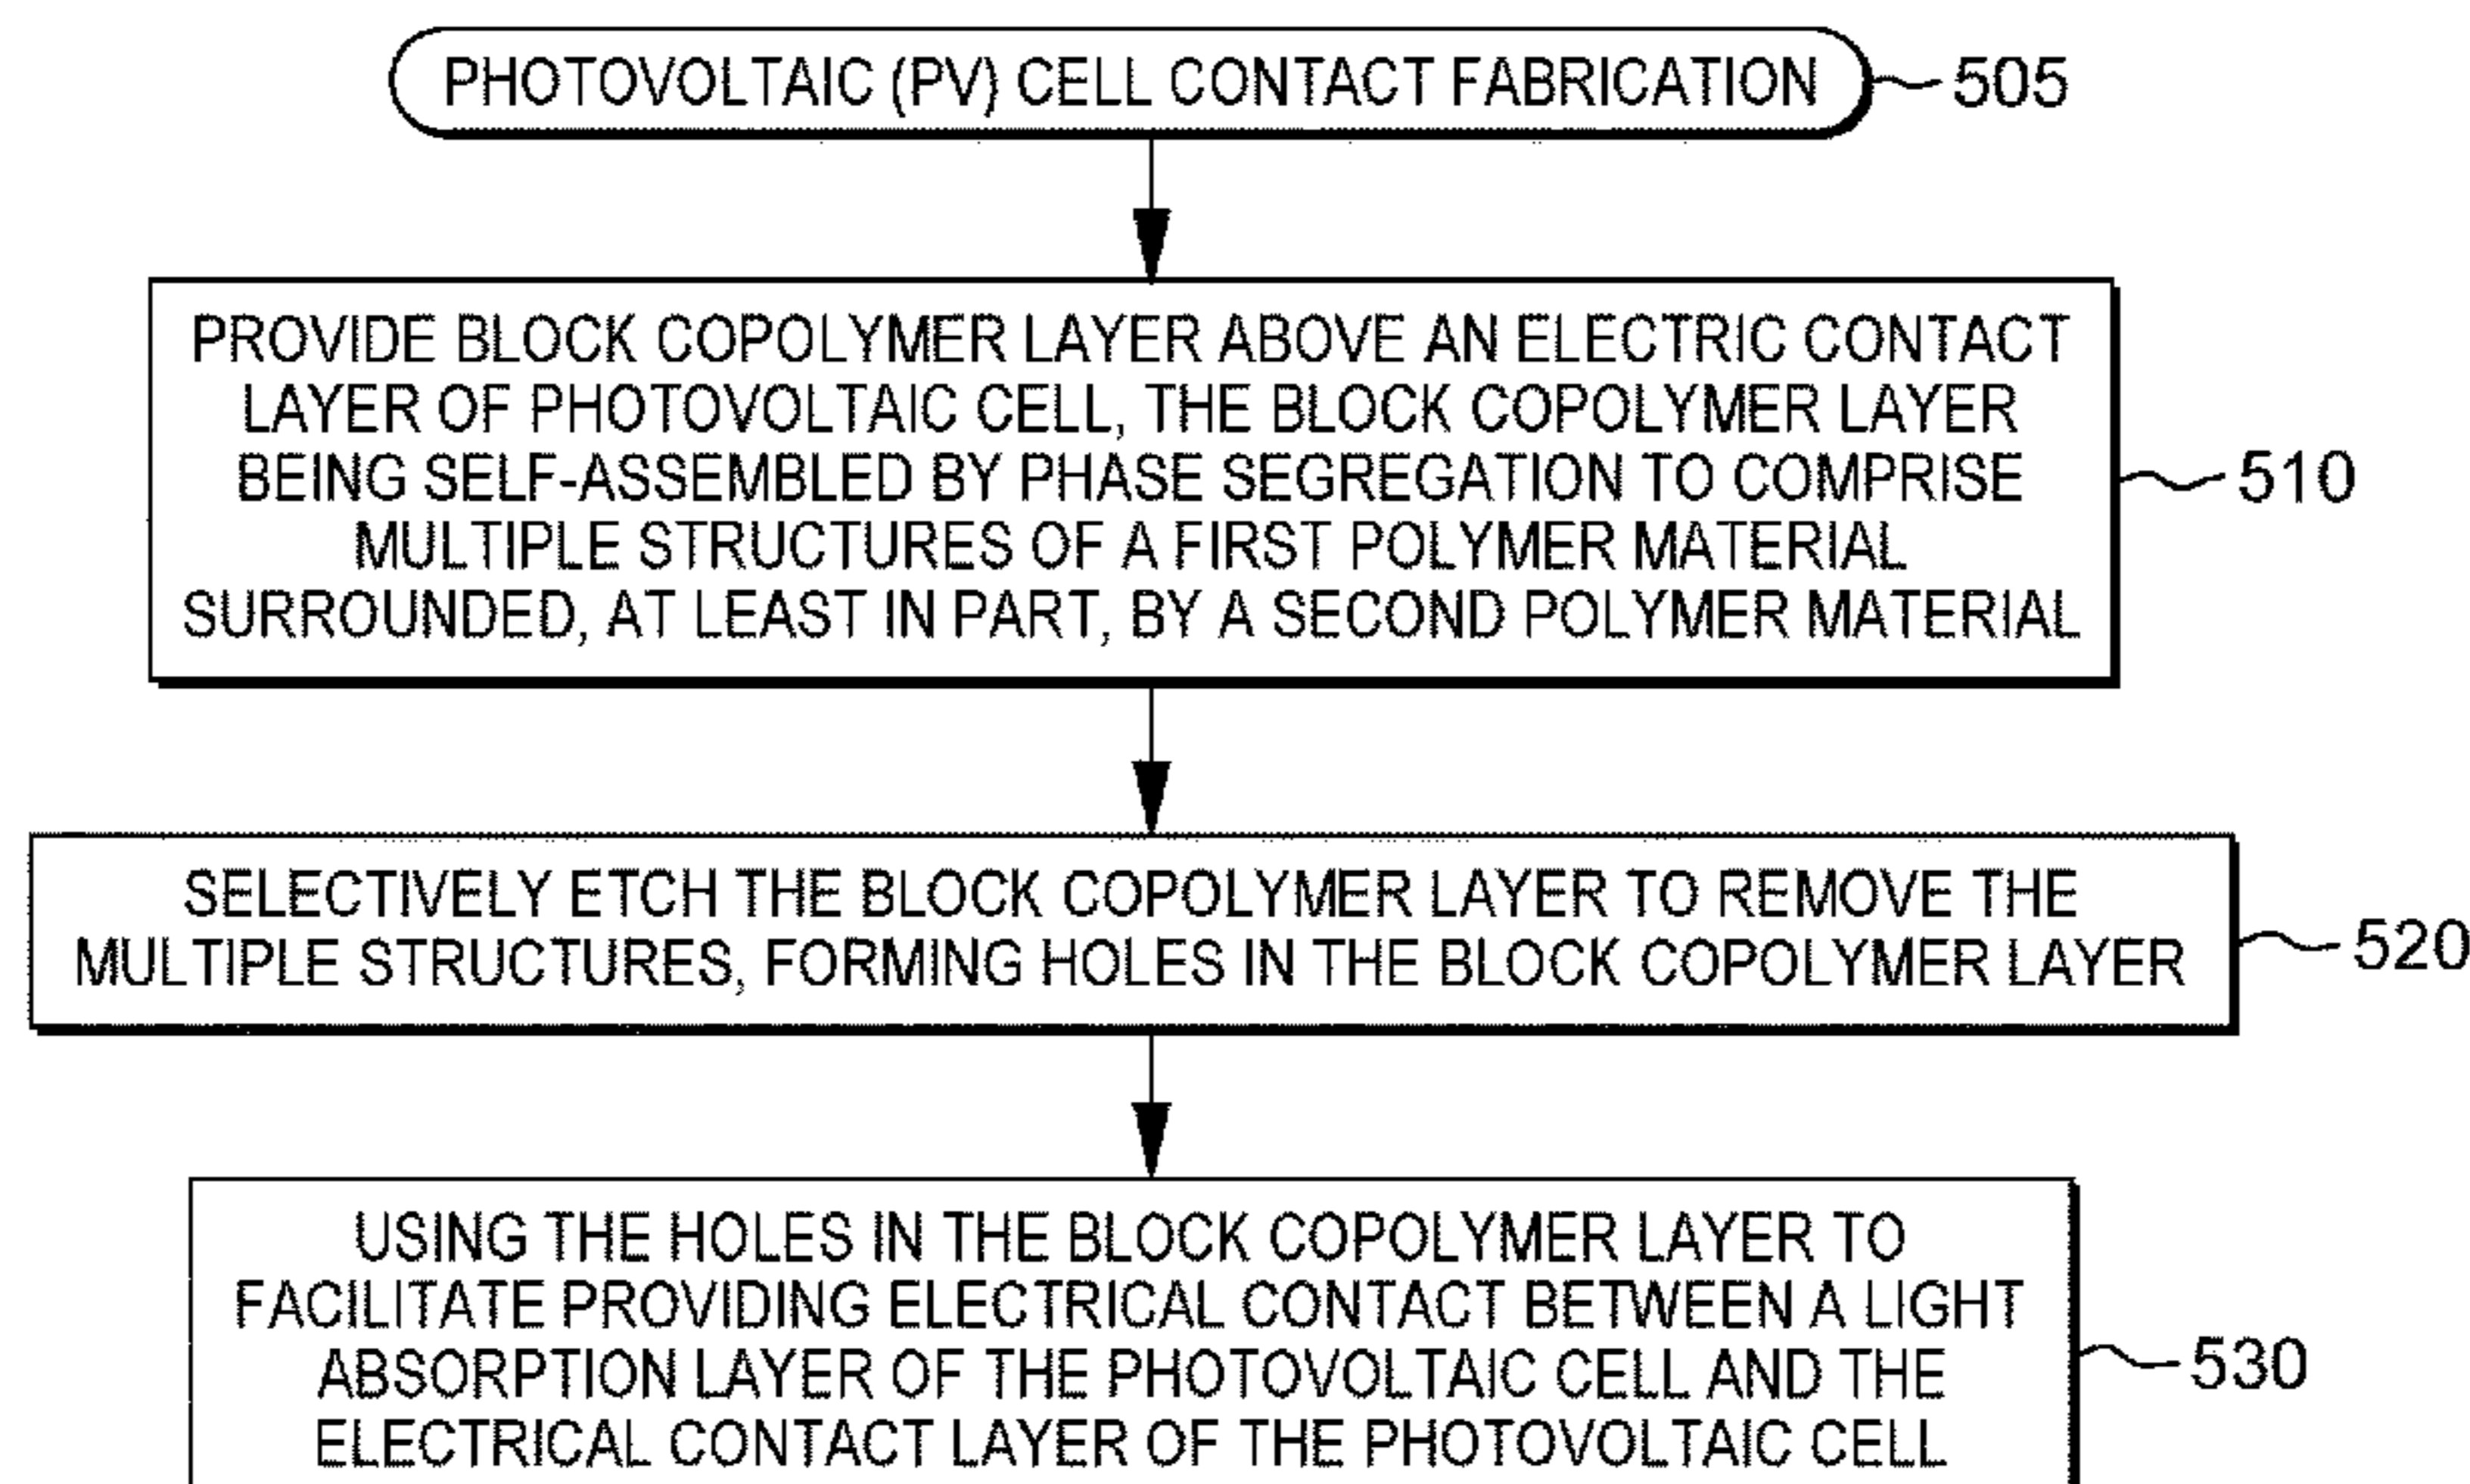 PHOTOVOLTAIC (PV) CELL CONTACT FABRICATION
505
PROVIDE BLOCK COPOLYMER LAYER ABOVE AN ELECTRIC CONTACT
LAYER OF PHOTOVOLTAIC CELL, THE BLOCK COPOLYMER LAYER
BEING SELF-ASSEMBLED BY PHASE SEGREGATION TO COMPRISE
MULTIPLE STRUCTURES OF A FIRST POLYMER MATERIAL
SURROUNDED, AT LEAST IN PART, BY A SECOND POLYMER MATERIAL
510
SELECTIVELY ETCH THE BLOCK COPOLYMER LAYER TO REMOVE THE
MULTIPLE STRUCTURES, FORMING HOLES IN THE BLOCK COPOLYMER LAYER
520
USING THE HOLES IN THE BLOCK COPOLYMER LAYER TO
FACILITATE PROVIDING ELECTRICAL CONTACT BETWEEN A LIGHT
ABSORPTION LAYER OF THE PHOTOVOLTAIC CELL AND THE
ELECTRICAL CONTACT LAYER OF THE PHOTOVOLTAIC CELL
530